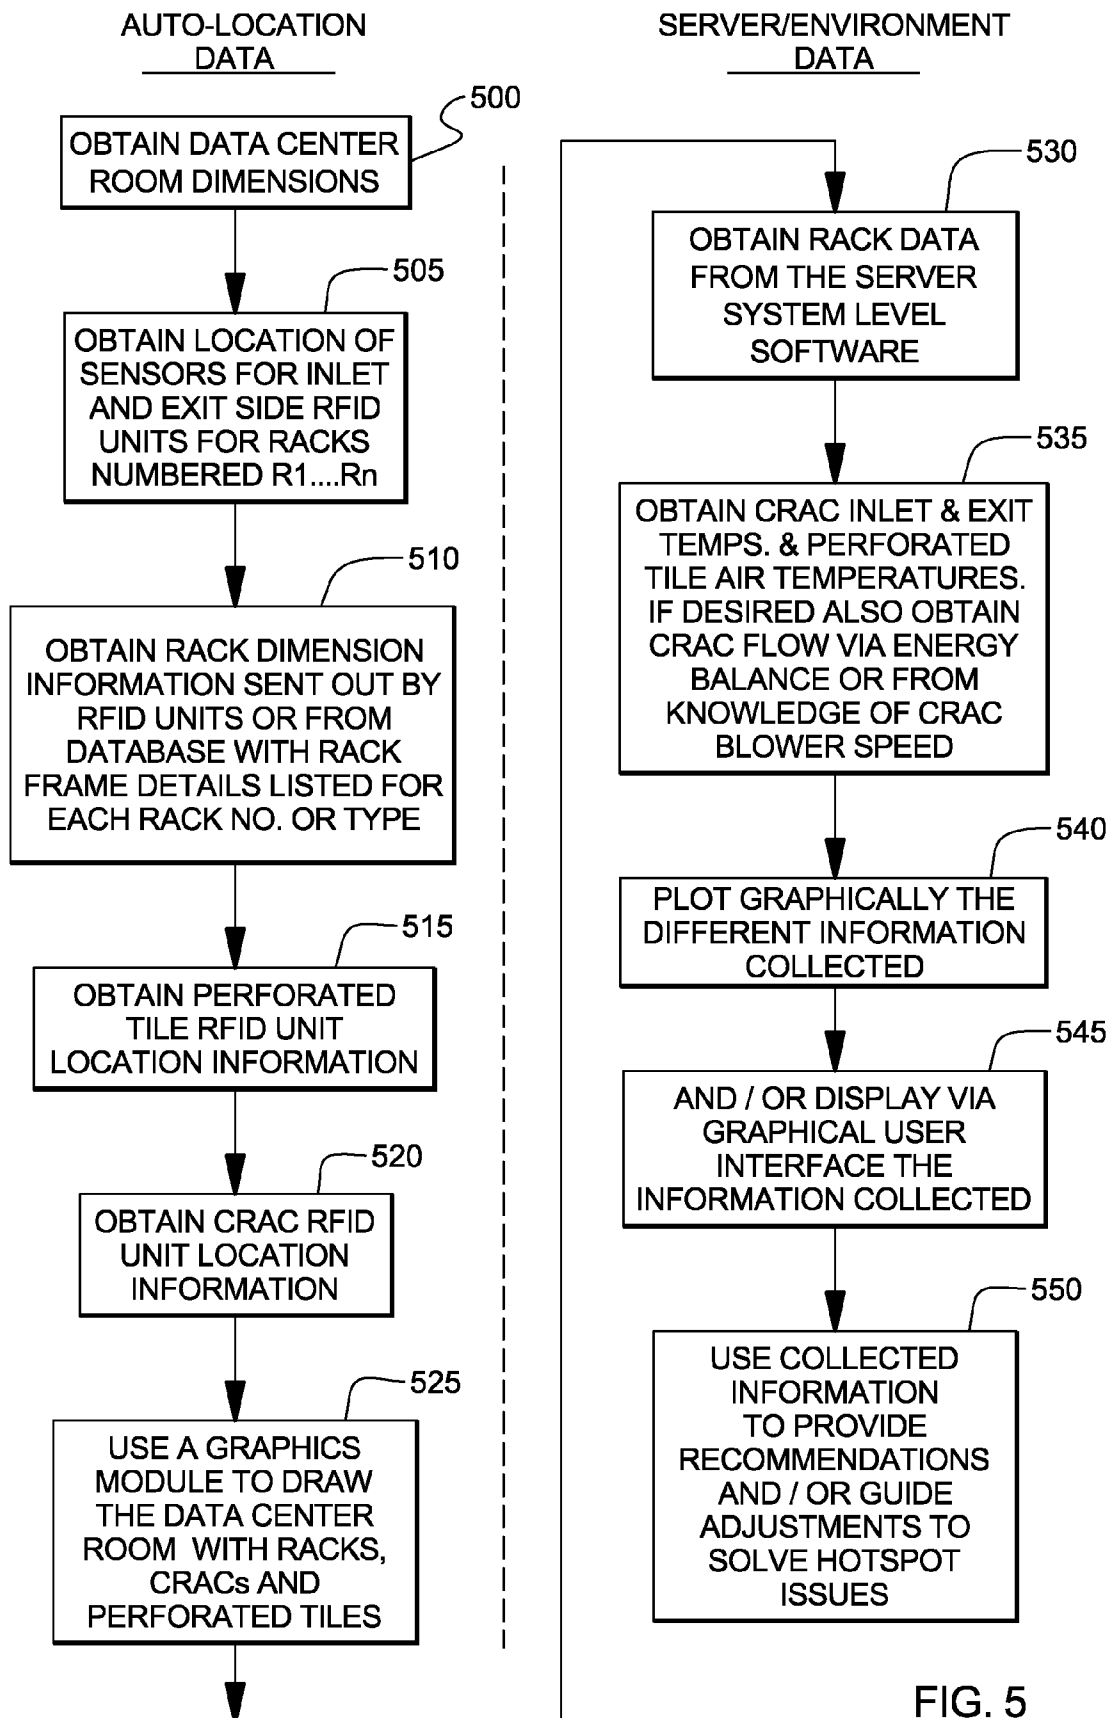 AUTO-LOCATION
DATA
500
OBTAIN DATA CENTER
ROOM DIMENSIONS
505
OBTAIN LOCATION OF
SENSORS FOR INLET
AND EXIT SIDE RFID
UNITS FOR RACKS
NUMBERED R1....Rn
510
OBTAIN RACK DIMENSION
INFORMATION SENT OUT BY
RFID UNITS OR FROM
DATABASE WITH RACK
FRAME DETAILS LISTED FOR
EACH RACK NO. OR TYPE
515
OBTAIN PERFORATED
TILE RFID UNIT
LOCATION INFORMATION
520
OBTAIN CRAC RFID
UNIT LOCATION
INFORMATION
525
USE A GRAPHICS
MODULE TO DRAW
THE DATA CENTER
ROOM WITH RACKS,
CRACs AND
PERFORATED TILES
SERVER/ENVIRONMENT
DATA
530
OBTAIN RACK DATA
FROM THE SERVER
SYSTEM LEVEL
SOFTWARE
535
OBTAIN CRAC INLET & EXIT
TEMPS. & PERFORATED
TILE AIR TEMPERATURES.
IF DESIRED ALSO OBTAIN
CRAC FLOW VIA ENERGY
BALANCE OR FROM
KNOWLEDGE OF CRAC
BLOWER SPEED
540
PLOT GRAPHICALLY THE
DIFFERENT INFORMATION
COLLECTED
545
AND / OR DISPLAY VIA
GRAPHICAL USER
INTERFACE THE
INFORMATION COLLECTED
550
USE COLLECTED
INFORMATION
TO PROVIDE
RECOMMENDATIONS
AND / OR GUIDE
ADJUSTMENTS TO
SOLVE HOTSPOT
ISSUES
FIG. 5